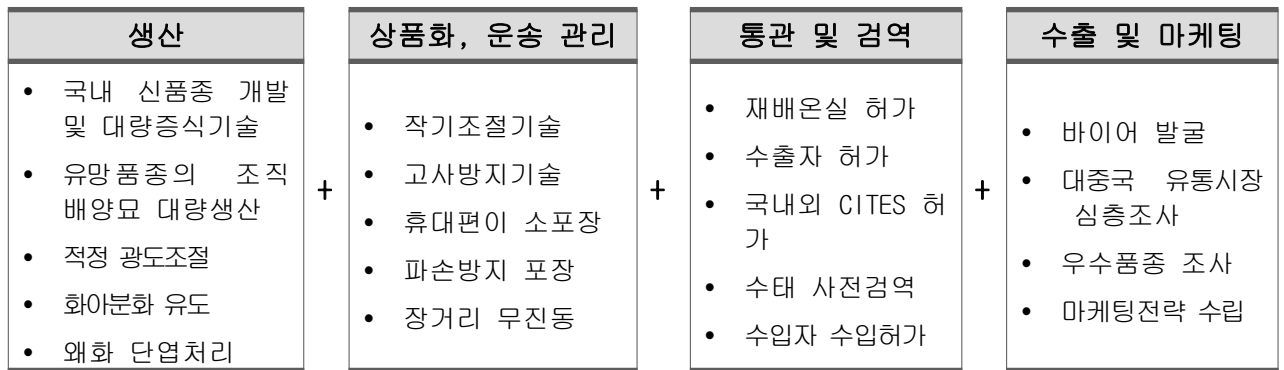 생산
• 국내 신품종 개발
및 대량증식기술
• 유망품종의 조직
배양묘 대량생산
• 적정 광도조절
• 화아분화 유도
• 왜화 단엽처리
+
상품화, 운송 관리
• 작기조절기술
• 고사방지기술
• 휴대편이 소포장
• 파손방지 포장
• 장거리 무진동
+
통관 및 검역
• 재배온실 허가
• 수출자 허가
• 국내외 CITES 허
가
• 수태 사전검역
• 수입자 수입허가
+
수출 및 마케팅
• 바이어 발굴
• 대중국 유통시장
심층조사
• 우수품종 조사
• 마케팅전략 수립